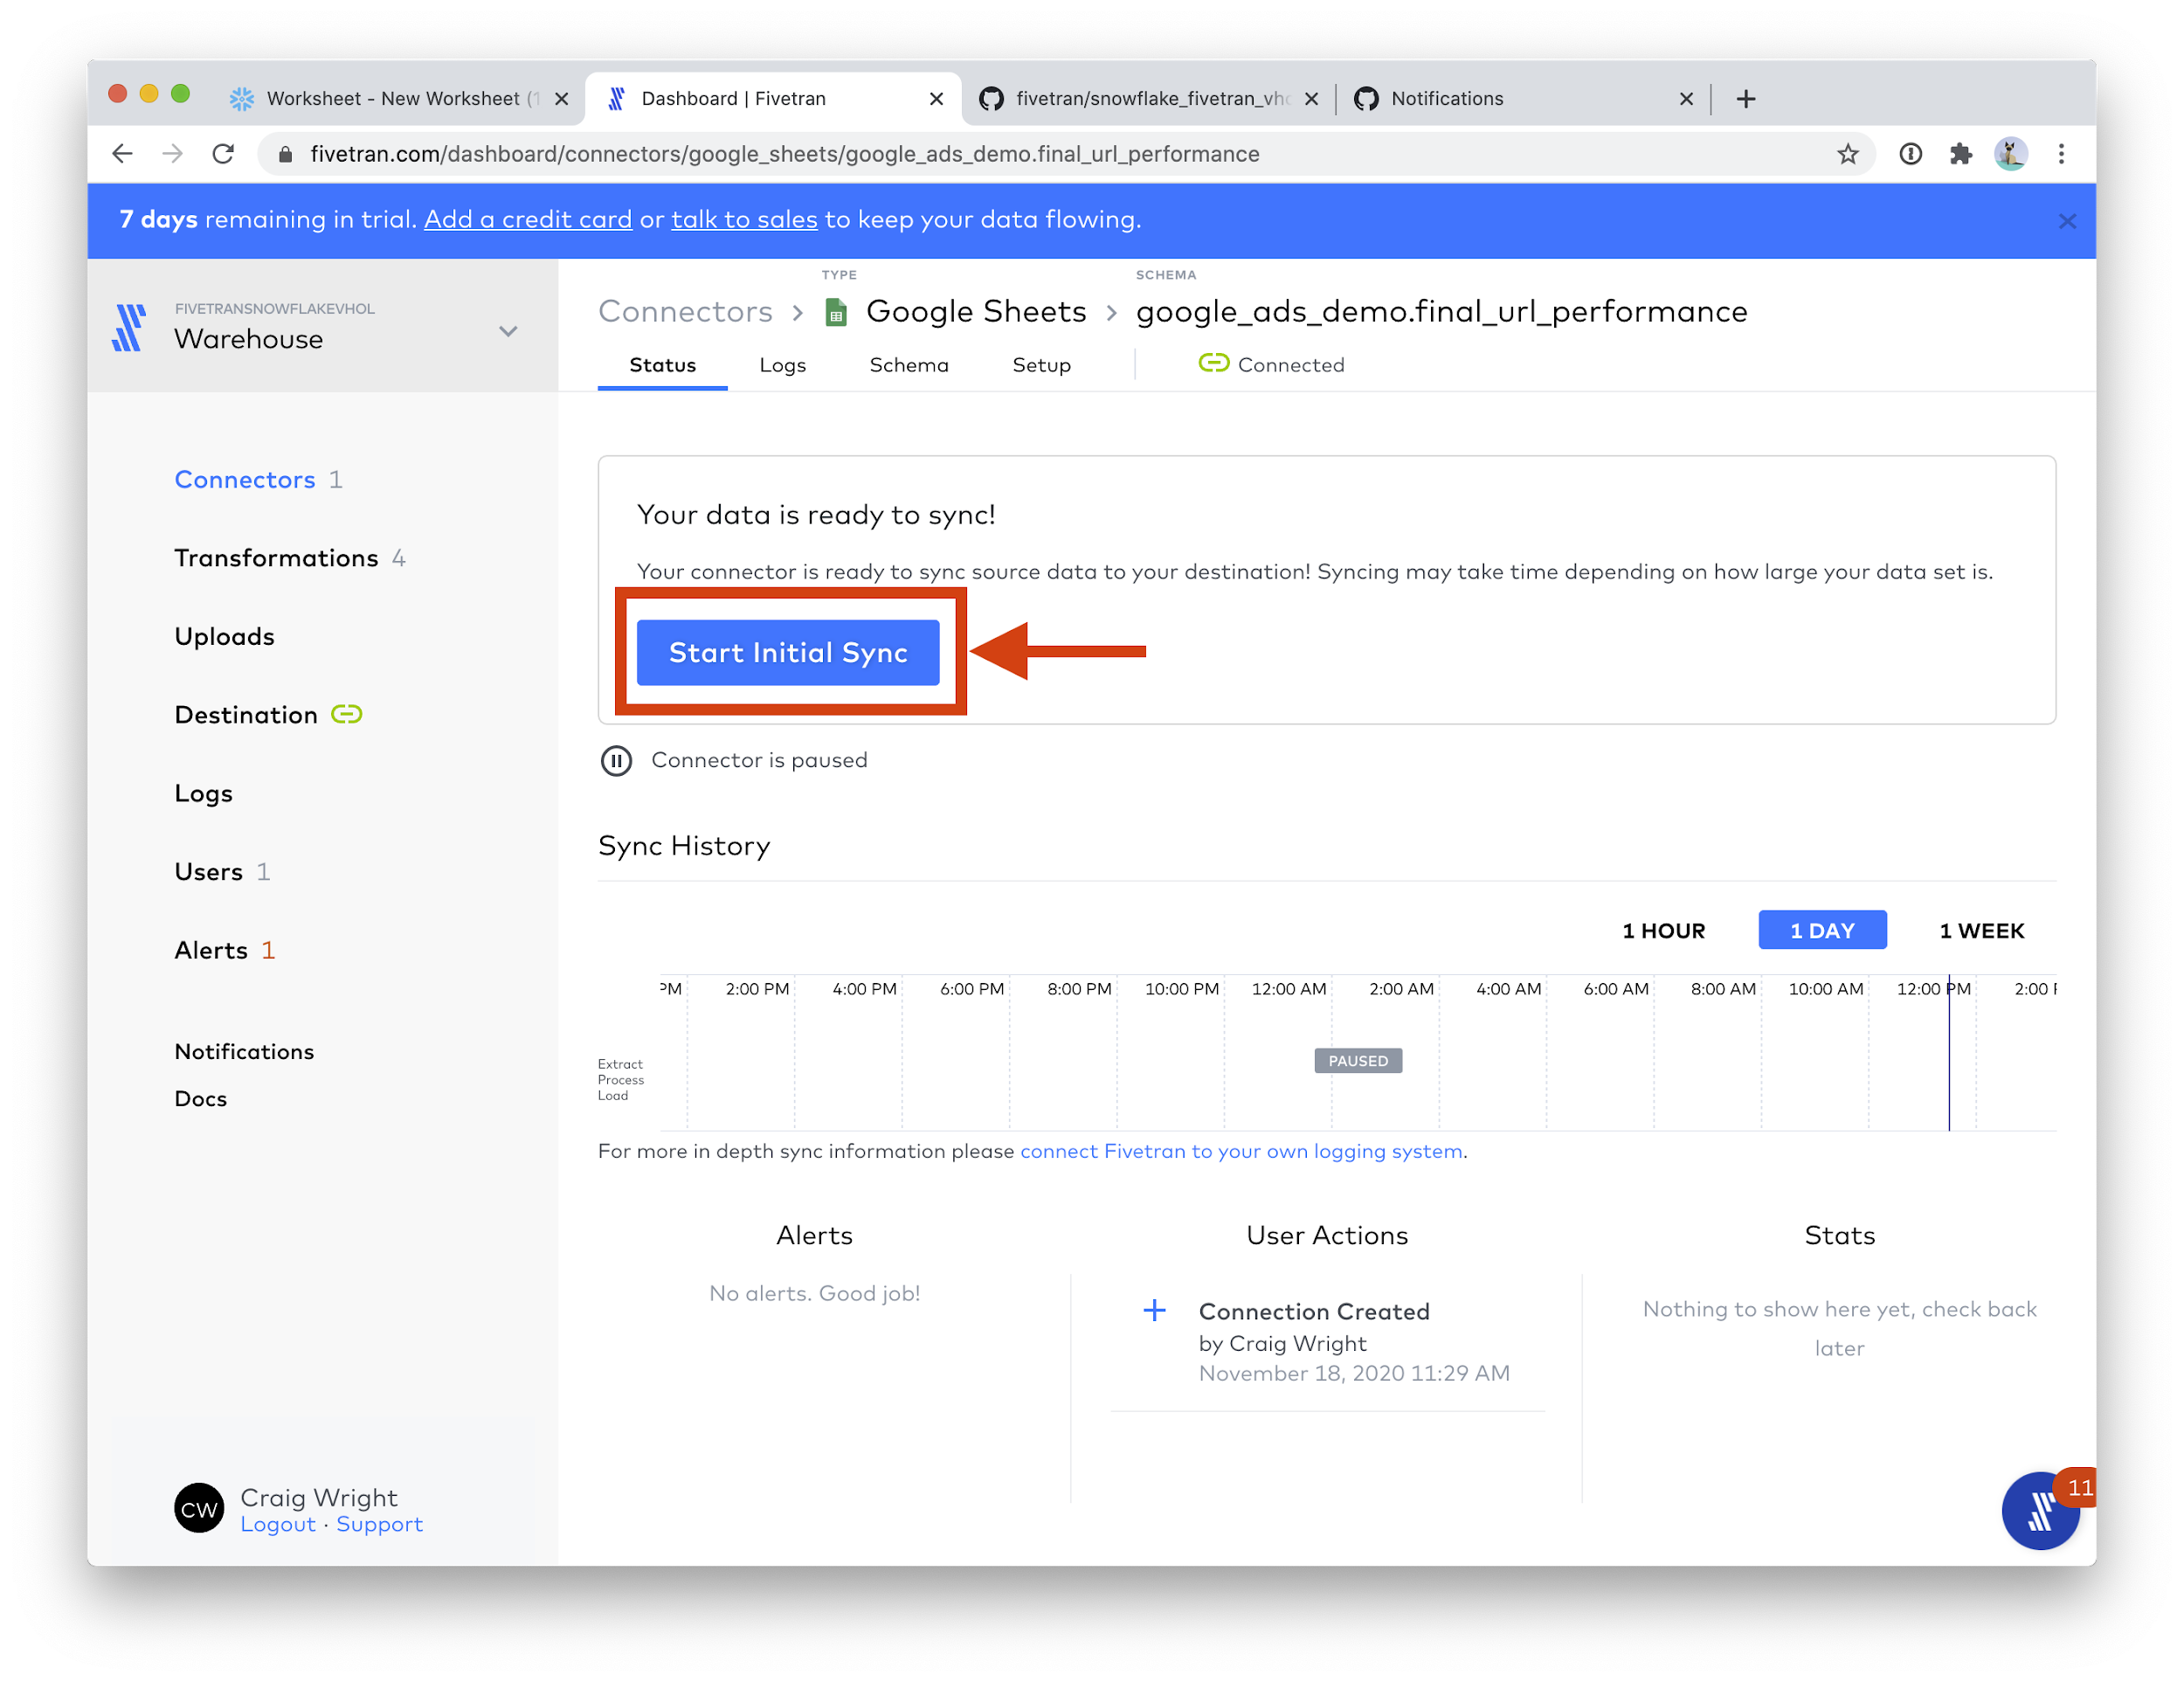 Worksheet - New Worksheet (1
Dashboard | Fivetran
fivetran/snowflake_fivetran_vho
Notifications
fivetran.com/dashboard/connectors/google_sheets/google_ads_demo.final_url_performance
7 days remaining in trial. Add a credit card or talk to sales to keep your data flowing.
FIVETRANSNOWFLAKEVHOL
Warehouse
TYPE
SCHEMA
Connectors > Google Sheets > google_ads_demo.final_url_performance
Status Logs Schema Setup Connected
Connectors 1
Transformations 4
Uploads
Destination
Logs
Users 1
Alerts 1
Notifications
Docs
Craig Wright
CW
Logout · Support
Your data is ready to sync!
Your connector is ready to sync source data to your destination! Syncing may take time depending on how large your data set is.
Start Initial Sync
Connector is paused
Sync History
1 HOUR 1 DAY 1 WEEK
PM 2:00 PM 4:00 PM 6:00 PM 8:00 PM 10:00 PM 12:00 AM 2:00 AM 4:00 AM 6:00 AM 8:00 AM 10:00 AM 12:00 PM 2:00 P
PAUSED
Extract
Process
Load
For more in depth sync information please connect Fivetran to your own logging system.
Alerts
No alerts. Good job!
User Actions
Connection Created
by Craig Wright
November 18, 2020 11:29 AM
Stats
Nothing to show here yet, check back
later
11